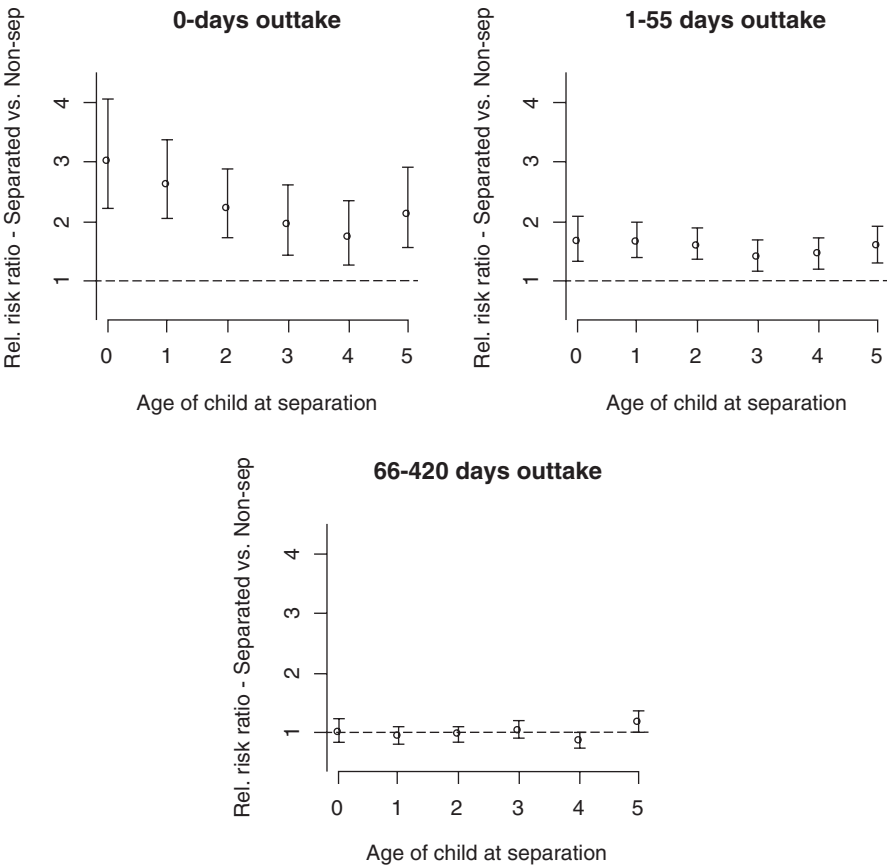 0-days outtake
Rel. risk ratio - Separated vs. Non-sep
4
3
2
1
0 1 2 3 4 5
Age of child at separation
1-55 days outtake
Rel. risk ratio - Separated vs. Non-sep
4
3
2
1
0 1 2 3 4 5
Age of child at separation
66-420 days outtake
Rel. risk ratio - Separated vs. Non-sep
4
3
2
1
0 1 2 3 4 5
Age of child at separation